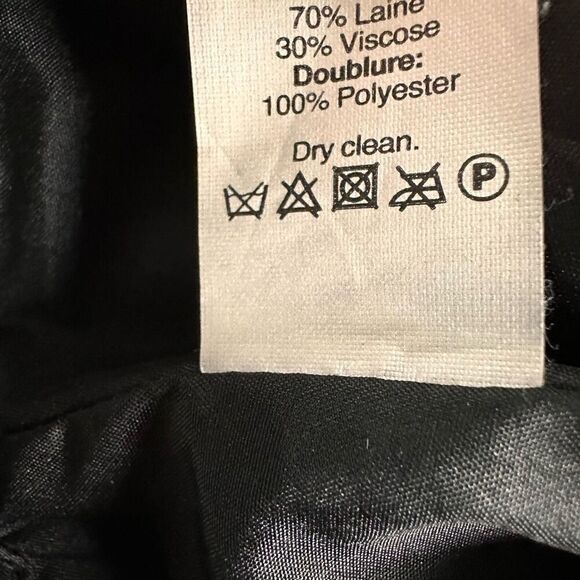 70% Laine
30% Viscose
Doublure:
100% Polyester
Dry clean.
P